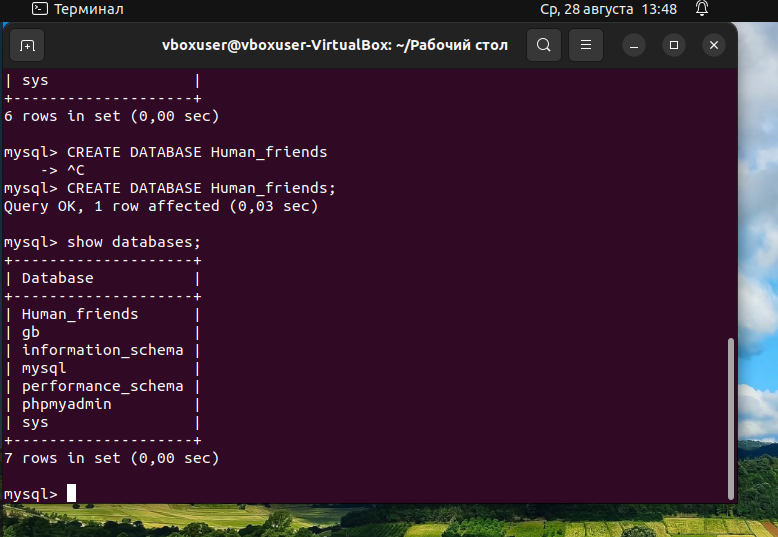 Терминал
Ср, 28 августа 13:48
vboxuser@vboxuser-VirtualBox: ~/Рабочий стол
| sys                |
+--------------------+
6 rows in set (0,00 sec)
mysql> CREATE DATABASE Human_friends
    -> ^C
mysql> CREATE DATABASE Human_friends;
Query OK, 1 row affected (0,03 sec)
mysql> show databases;
+--------------------+
| Database           |
+--------------------+
| Human_friends      |
| gb                 |
| information_schema |
| mysql              |
| performance_schema |
| phpmyadmin         |
| sys                |
+--------------------+
7 rows in set (0,00 sec)
mysql>